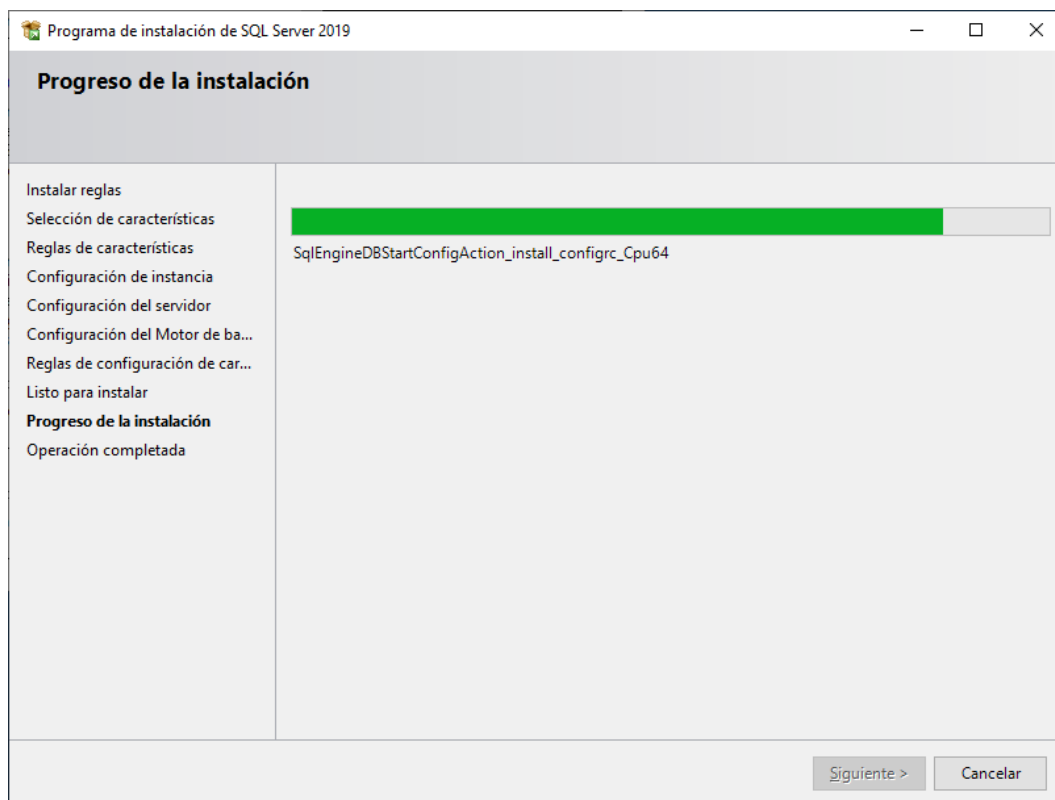 Programa de instalación de SQL Server 2019
Progreso de la instalación
Instalar reglas
Selección de características
Reglas de características
Configuración de instancia
Configuración del servidor
Configuración del Motor de ba...
Reglas de configuración de car...
Listo para instalar
Progreso de la instalación
Operación completada
SqlEngineDBStartConfigAction_install_configrc_Cpu64
Siguiente >
Cancelar